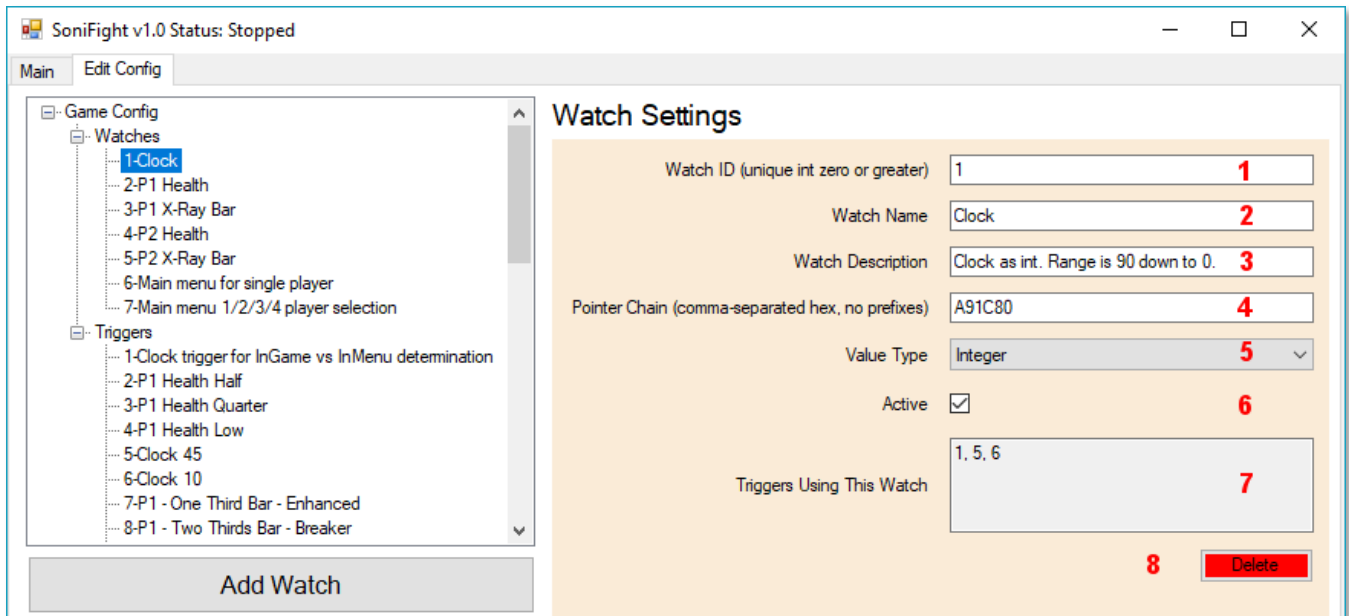 SoniFight v1.0 Status: Stopped
Main
Edit Config
Game Config
Watches
1-Clock
2-P1 Health
3-P1 X-Ray Bar
4-P2 Health
5-P2 X-Ray Bar
6-Main menu for single player
7-Main menu 1/2/3/4 player selection
Triggers
1-Clock trigger for InGame vs InMenu determination
2-P1 Health Half
3-P1 Health Quarter
4-P1 Health Low
5-Clock 45
6-Clock 10
7-P1 - One Third Bar - Enhanced
8-P1 - Two Thirds Bar - Breaker
Add Watch
Watch Settings
Watch ID (unique int zero or greater) 1 1
Watch Name Clock 2
Watch Description Clock as int. Range is 90 down to 0. 3
Pointer Chain (comma-separated hex, no prefixes) A91C80 4
Value Type Integer 5
Active 6
Triggers Using This Watch 1, 5, 6 7
8 Delete